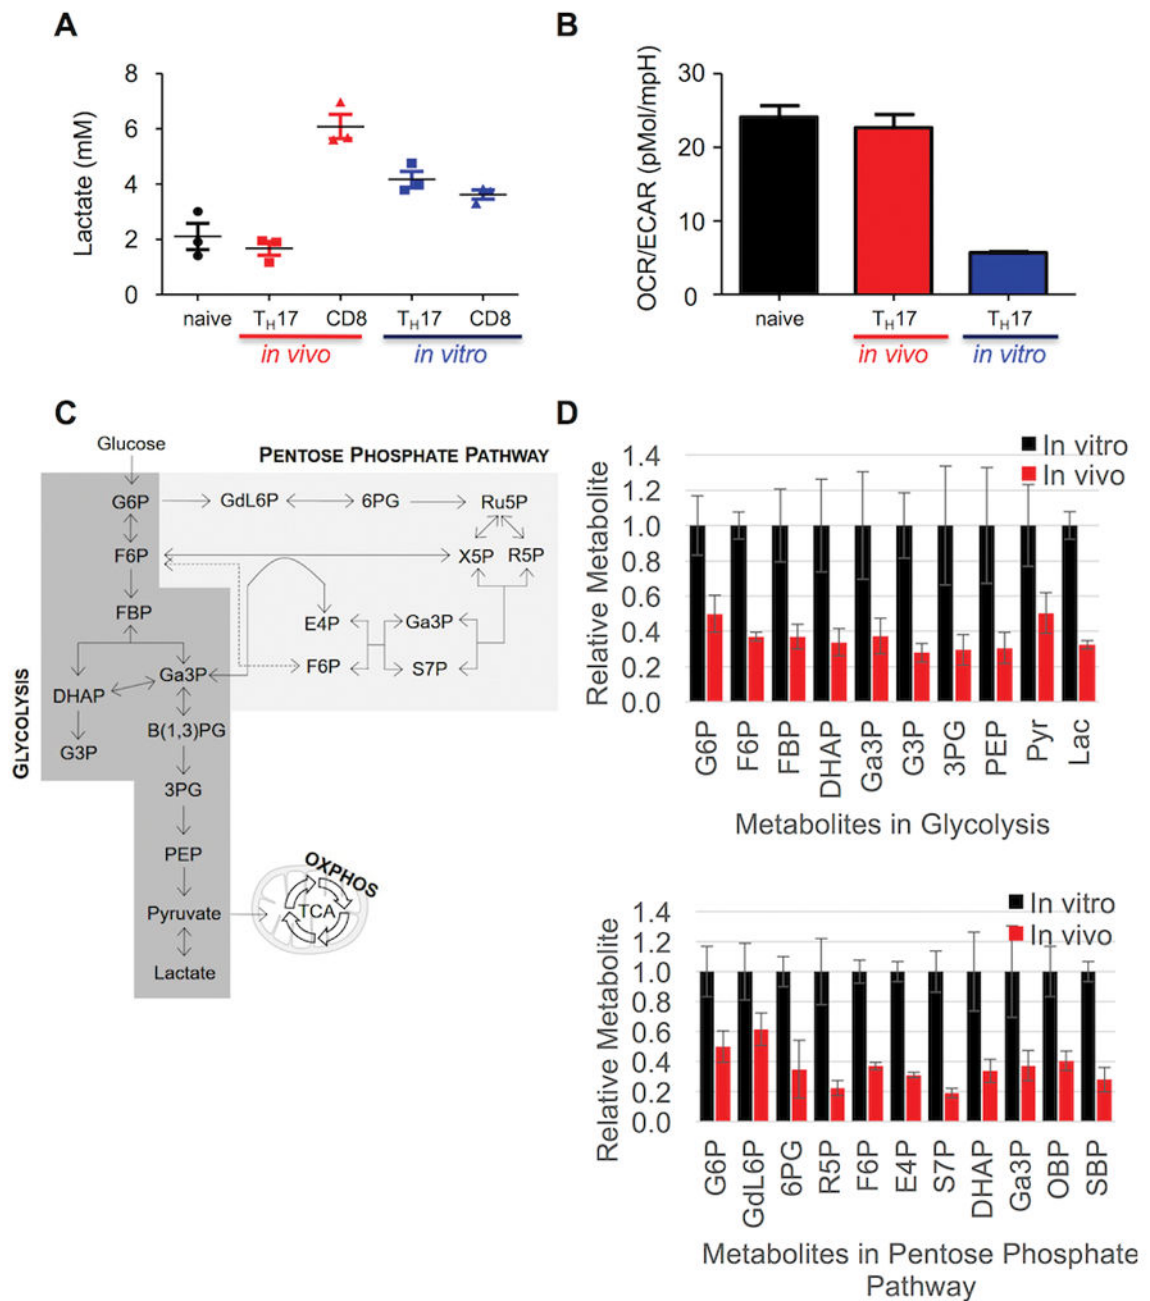 A
Lactate (mM)
8
6
4
2
0
naive
TH17
CD8
TH17
CD8
in vivo
in vitro
B
OCR/ECAR (pMol/mpH)
30
20
10
0
naive
TH17
TH17
in vivo
in vitro
C
Glucose
PENTOSE PHOSPHATE PATHWAY
G6P
GdL6P
6PG
Ru5P
F6P
X5P
R5P
FBP
E4P
Ga3P
F6P
S7P
Ga3P
DHAP
B(1,3)PG
G3P
GLYCOLYSIS
3PG
PEP
OXPHOS
Pyruvate
TCA
Lactate
D
In vitro
In vivo
Relative Metabolite
1.4
1.2
1.0
0.8
0.6
0.4
0.2
0.0
G6P
F6P
FBP
DHAP
Ga3P
G3P
3PG
PEP
Pyr
Lac
Metabolites in Glycolysis
In vitro
In vivo
Relative Metabolite
1.4
1.2
1.0
0.8
0.6
0.4
0.2
0.0
G6P
GdL6P
6PG
R5P
F6P
E4P
S7P
DHAP
Ga3P
OBP
SBP
Metabolites in Pentose Phosphate
Pathway